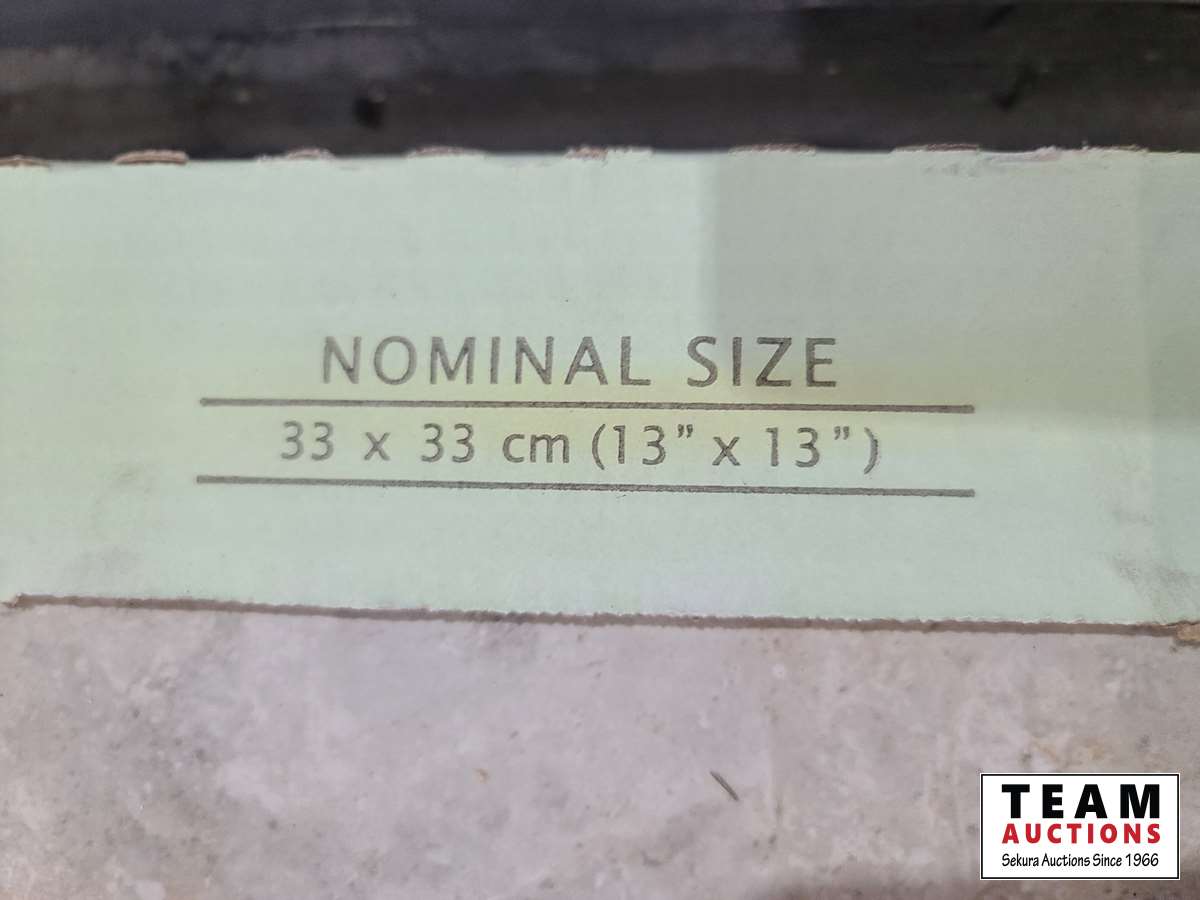 NOMINAL SIZE
33 x 33 cm (13” x 13”)
TEAM
AUCTIONS
Sekura Auctions Since 1966